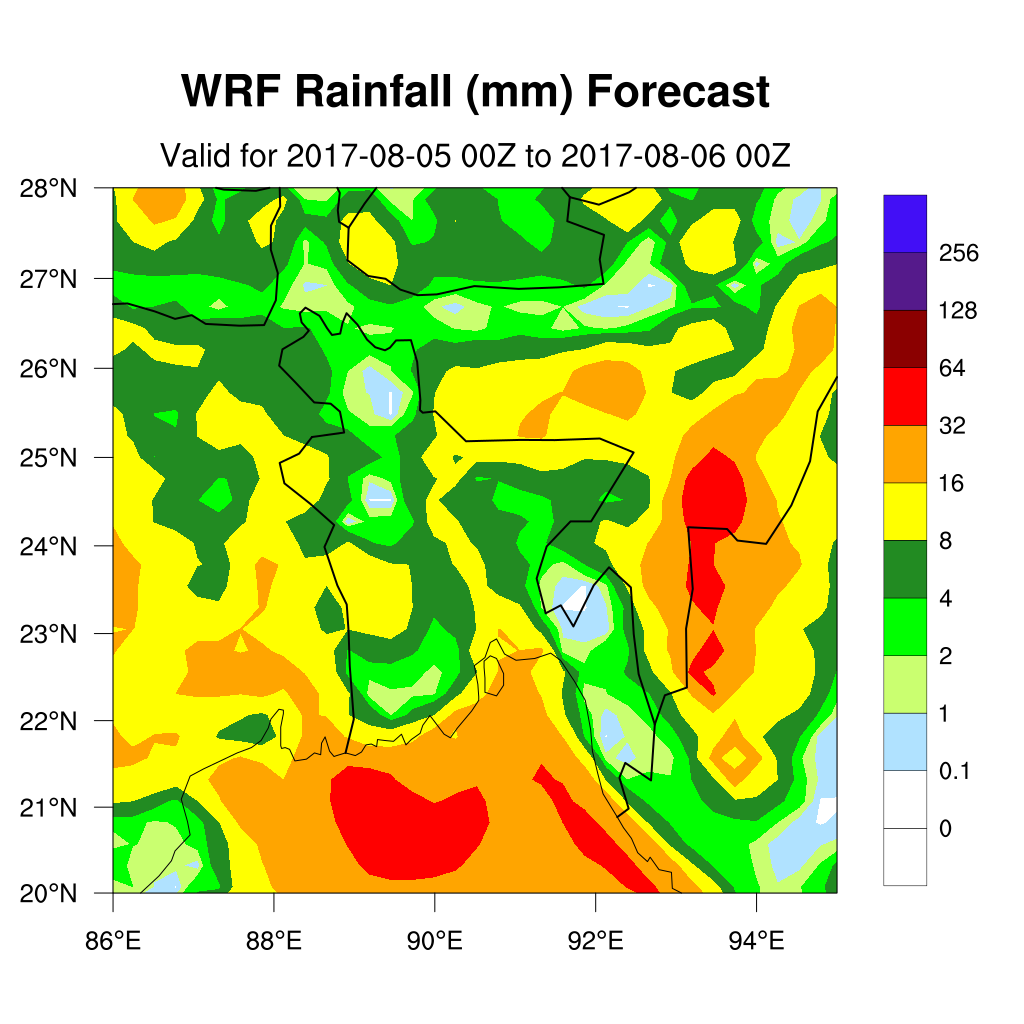 WRF Rainfall (mm) Forecast
Valid for 2017-08-05 00Z to 2017-08-06 00Z
28°N
27°N
26°N
25°N
24°N
23°N
22°N
21°N
20°N
86°E 88°E 90°E 92°E 94°E
256
128
64
32
16
8
4
2
1
0.1
0